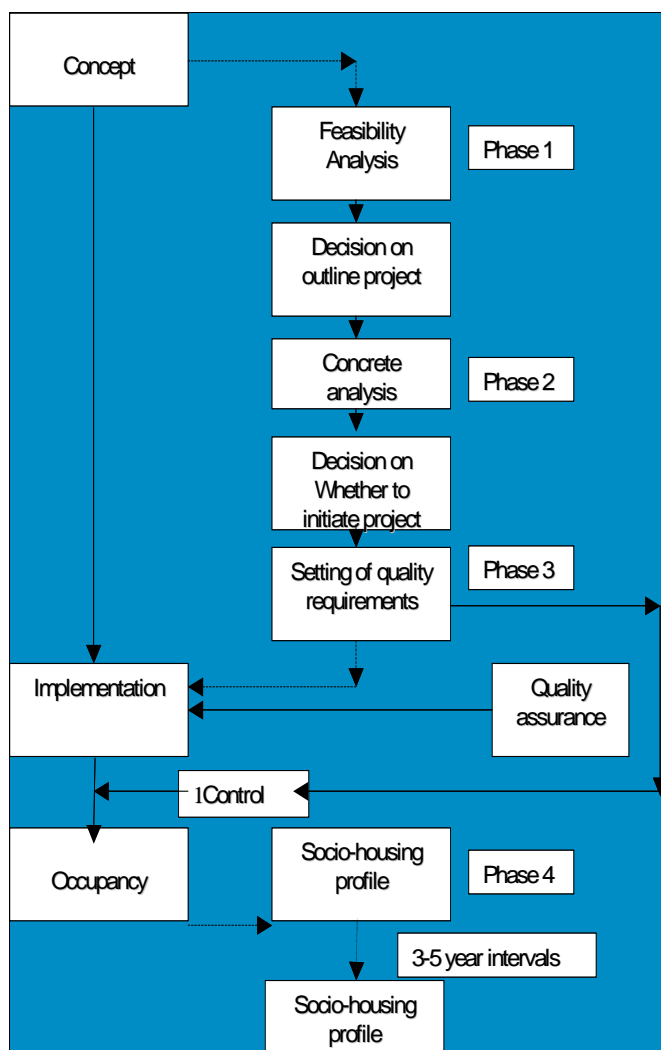 Concept
Feasibility
Analysis
Phase 1
Decision on
outline project
Concrete
analysis
Phase 2
Decision on
Whether to
initiate project
Setting of quality
requirements
Phase 3
Implementation
Quality
assurance
1Control
Occupancy
Socio-housing
profile
Phase 4
3-5 year intervals
Socio-housing
profile